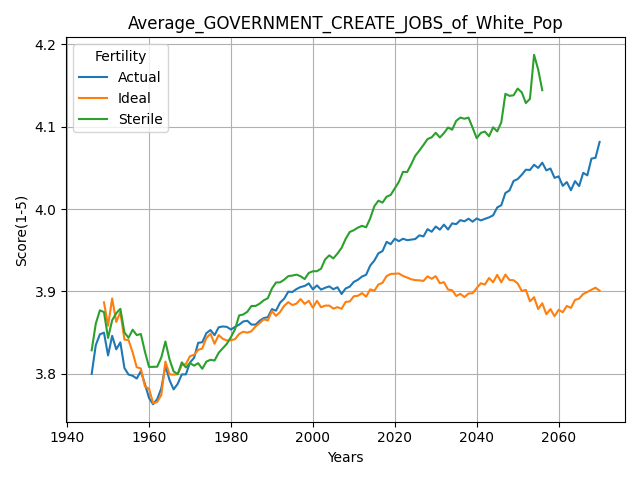 Average_GOVERNMENT_CREATE_JOBS_of_White_Pop
Fertility
Actual
Ideal
Sterile
Score(1-5)
4.2
4.1
4.0
3.9
3.8
1940 1960 1980 2000 2020 2040 2060
Years